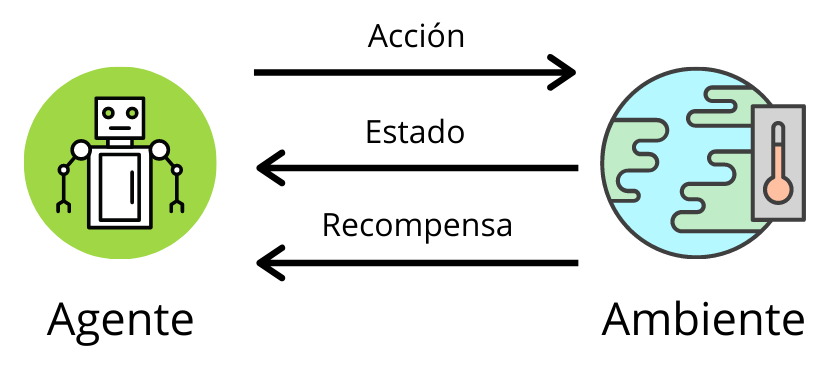 Acción
Estado
Recompensa
Agente
Ambiente